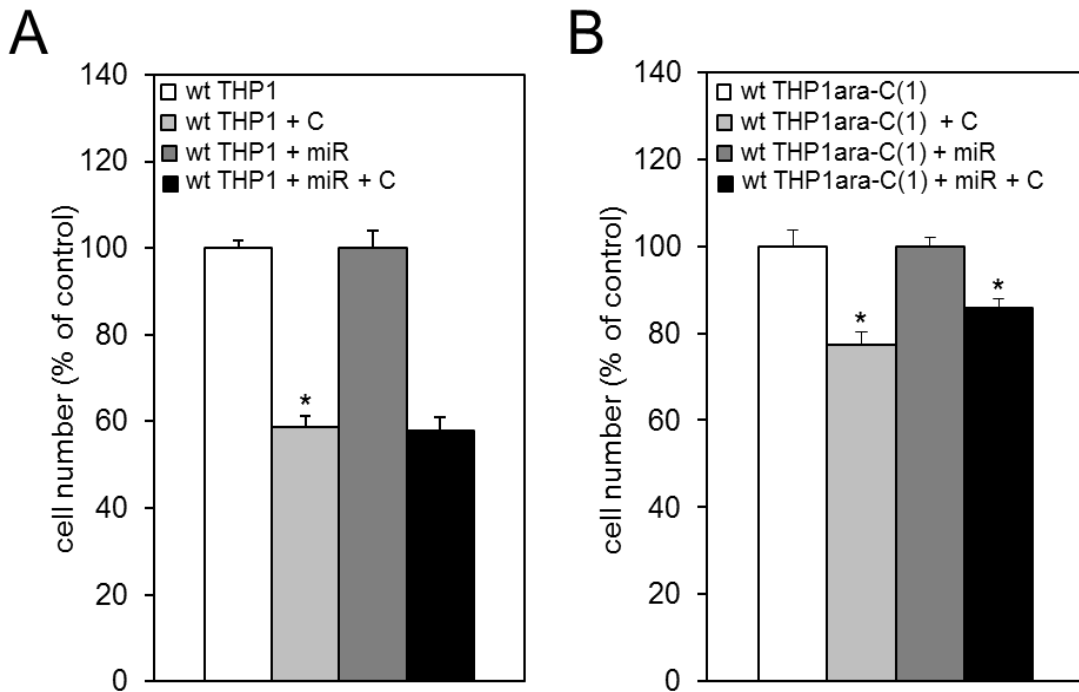 A
cell number (% of control)
140
120
100
80
60
40
20
0
wt THP1
wt THP1 + C
wt THP1 + miR
wt THP1 + miR + C
*
B
cell number (% of control)
140
120
100
80
60
40
20
0
wt THP1ara-C(1)
wt THP1ara-C(1) + C
wt THP1ara-C(1) + miR
wt THP1ara-C(1) + miR + C
*
*